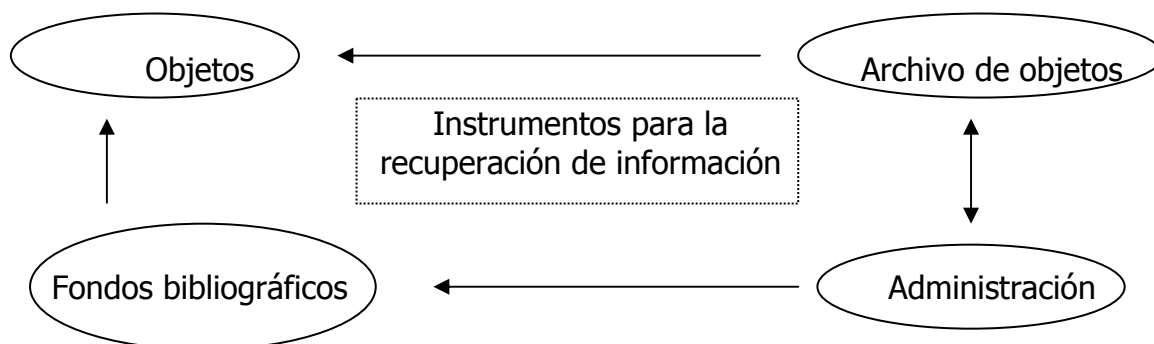 Objetos
Archivo de objetos
Instrumentos para la
recuperación de información
Fondos bibliográficos
Administración